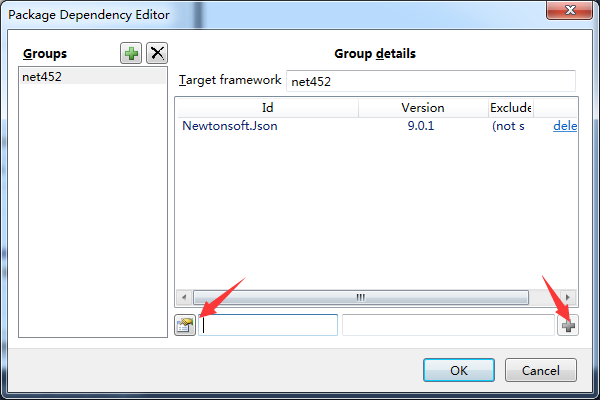 Package Dependency Editor
Groups
Group details
net452
Target framework
net452
Id Version Exclude
Newtonsoft.Json 9.0.1 (not s dele
OK Cancel